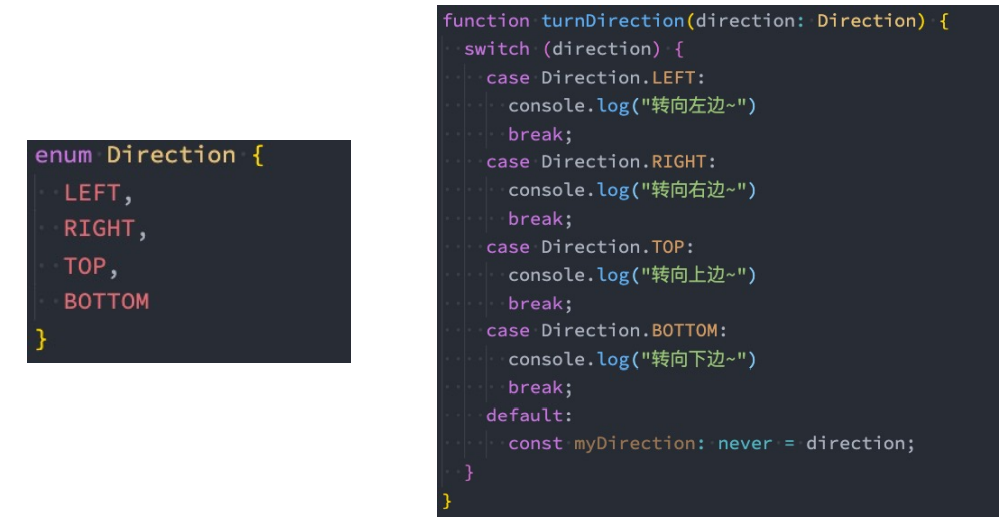 enum Direction {
  LEFT,
  RIGHT,
  TOP,
  BOTTOM
}
function turnDirection(direction: Direction) {
  switch (direction) {
    case Direction.LEFT:
      console.log("转向左边~")
      break;
    case Direction.RIGHT:
      console.log("转向右边~")
      break;
    case Direction.TOP:
      console.log("转向上边~")
      break;
    case Direction.BOTTOM:
      console.log("转向下边~")
      break;
    default:
      const myDirection: never = direction;
  }
}